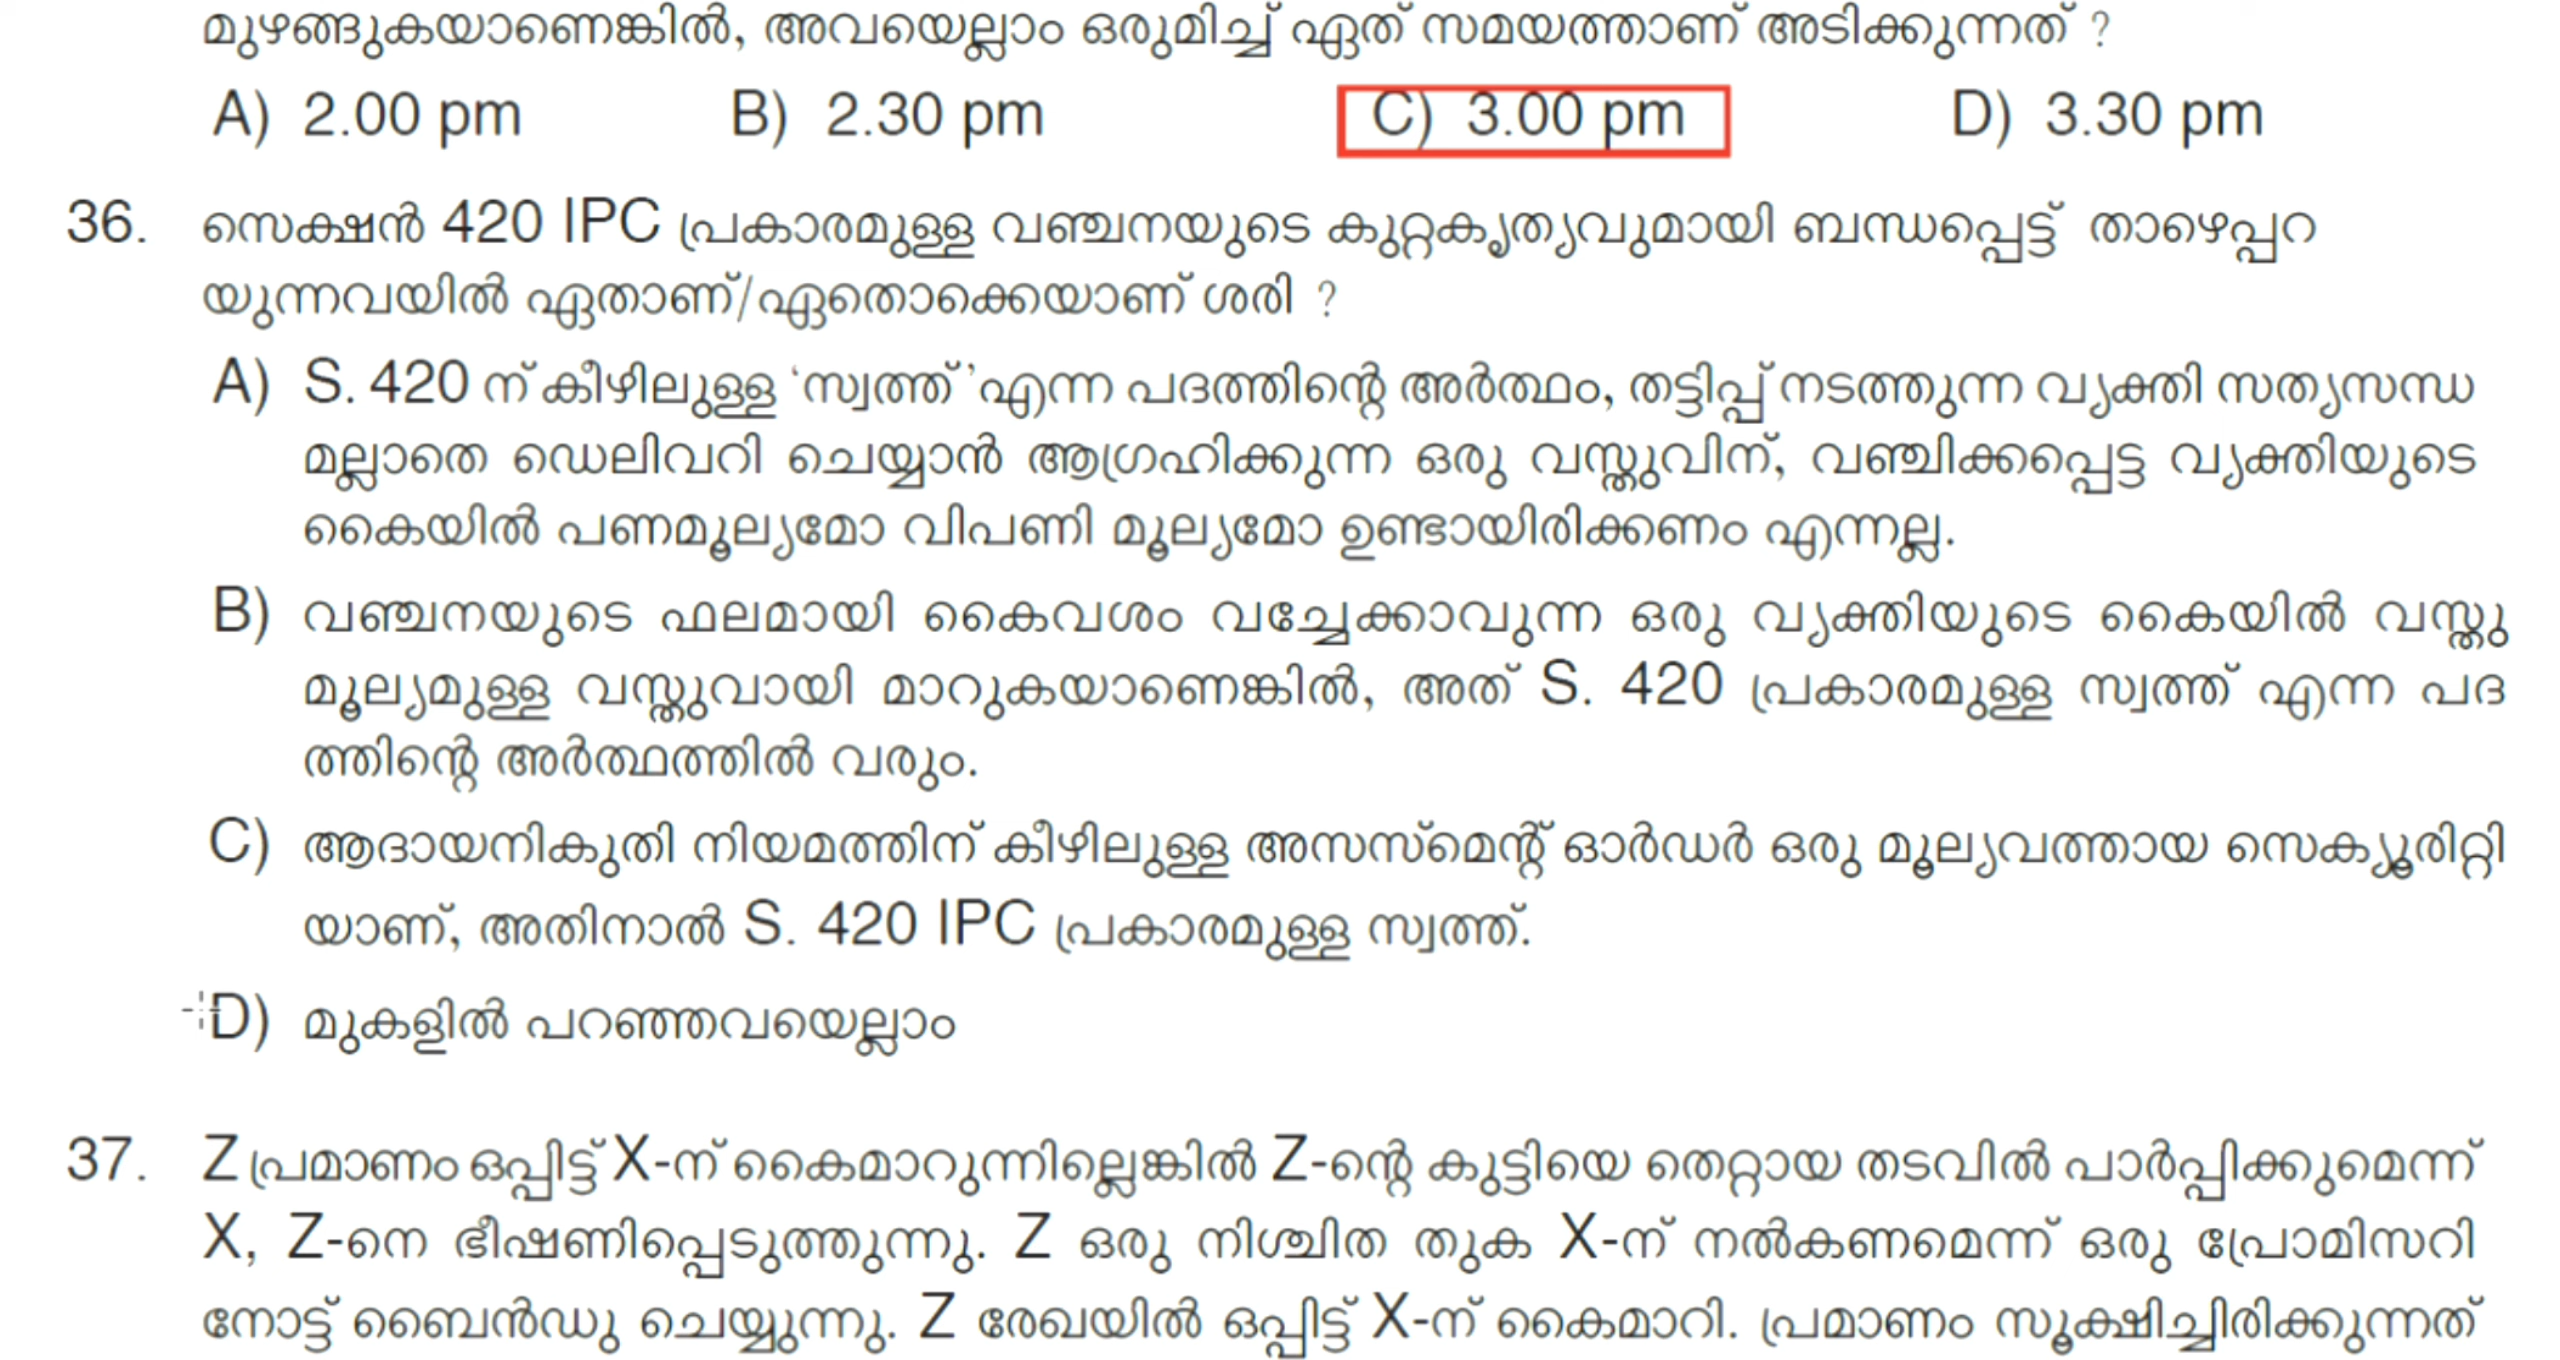 മുഴങ്ങുകയാണെങ്കിൽ, അവയെല്ലാം ഒരുമിച്ച് ഏത് സമയത്താണ് അടിക്കുന്നത് ?
A) 2.00 pm B) 2.30 pm C) 3.00 pm D) 3.30 pm
36. സെക്ഷൻ 420 IPC പ്രകാരമുള്ള വഞ്ചനയുടെ കുറ്റകൃത്യവുമായി ബന്ധപ്പെട്ട് താഴെപ്പറ
യുന്നവയിൽ ഏതാണ്/ഏതൊക്കെയാണ് ശരി ?
A) S. 420 ന് കീഴിലുള്ള ‘സ്വത്ത്’ എന്ന പദത്തിന്റെ അർത്ഥം, തട്ടിപ്പ് നടത്തുന്ന വ്യക്തി സത്യസന്ധ
മല്ലാതെ ഡെലിവറി ചെയ്യാൻ ആഗ്രഹിക്കുന്ന ഒരു വസ്തുവിന്, വഞ്ചിക്കപ്പെട്ട വ്യക്തിയുടെ
കൈയിൽ പണമൂല്യമോ വിപണി മൂല്യമോ ഉണ്ടായിരിക്കണം എന്നല്ല.
B) വഞ്ചനയുടെ ഫലമായി കൈവശം വച്ചേക്കാവുന്ന ഒരു വ്യക്തിയുടെ കൈയിൽ വസ്തു
മൂല്യമുള്ള വസ്തുവായി മാറുകയാണെങ്കിൽ, അത് S. 420 പ്രകാരമുള്ള സ്വത്ത് എന്ന പദ
ത്തിന്റെ അർത്ഥത്തിൽ വരും.
C) ആദായനികുതി നിയമത്തിന് കീഴിലുള്ള അസസ്മെന്റ് ഓർഡർ ഒരു മൂല്യവത്തായ സെക്യൂരിറ്റി
യാണ്, അതിനാൽ S. 420 IPC പ്രകാരമുള്ള സ്വത്ത്.
D) മുകളിൽ പറഞ്ഞവയെല്ലാം
37. Z പ്രമാണം ഒപ്പിട്ട് X-ന് കൈമാറുന്നില്ലെങ്കിൽ Z-ന്റെ കുട്ടിയെ തെറ്റായ തടവിൽ പാർപ്പിക്കുമെന്ന്
X, Z-നെ ഭീഷണിപ്പെടുത്തുന്നു. Z ഒരു നിശ്ചിത തുക X-ന് നൽകണമെന്ന് ഒരു പ്രോമിസറി
നോട്ട് ബൈൻഡു ചെയ്യുന്നു. Z രേഖയിൽ ഒപ്പിട്ട് X-ന് കൈമാറി. പ്രമാണം സൂക്ഷിച്ചിരിക്കുന്നത്